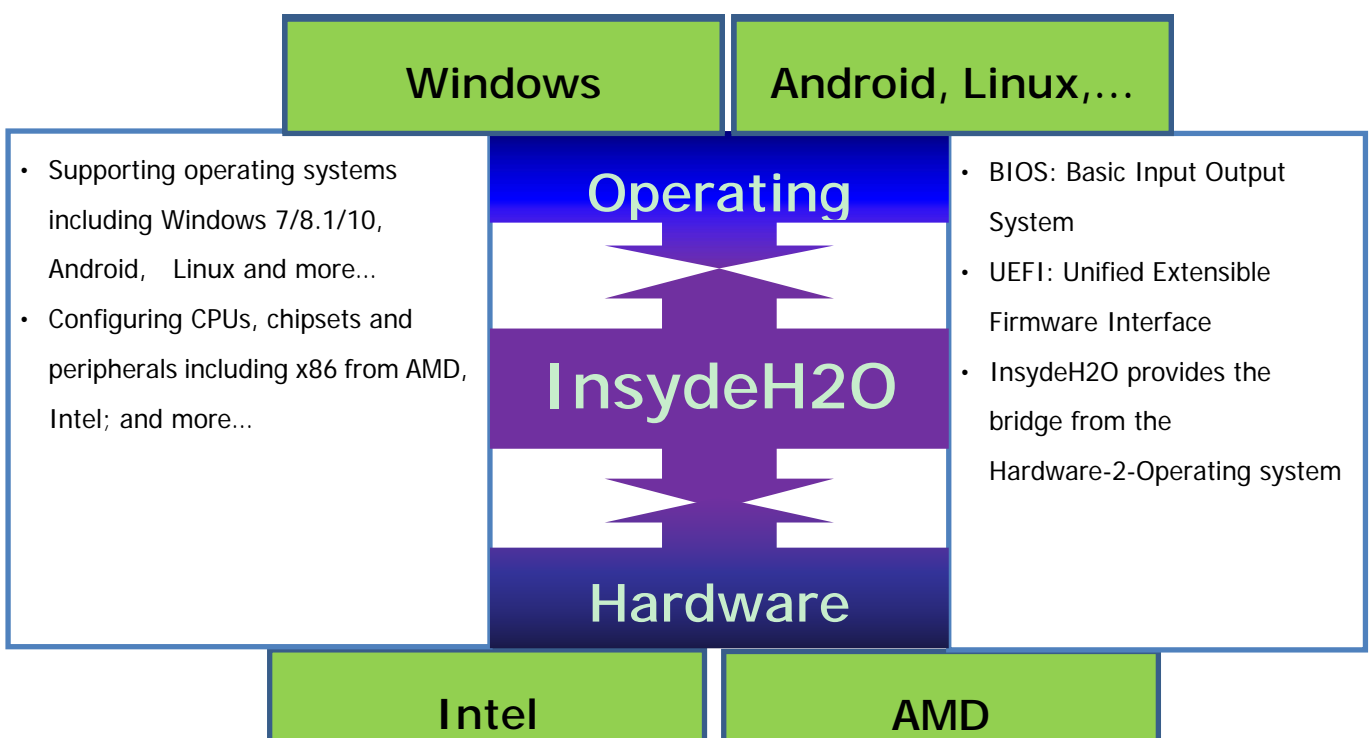 Windows
Android, Linux,...
• Supporting operating systems
including Windows 7/8.1/10,
Android, Linux and more...
• Configuring CPUs, chipsets and
peripherals including x86 from AMD,
Intel; and more...
Operating
InsydeH2O
Hardware
• BIOS: Basic Input Output
System
• UEFI: Unified Extensible
Firmware Interface
• InsydeH2O provides the
bridge from the
Hardware-2-Operating system
Intel
AMD